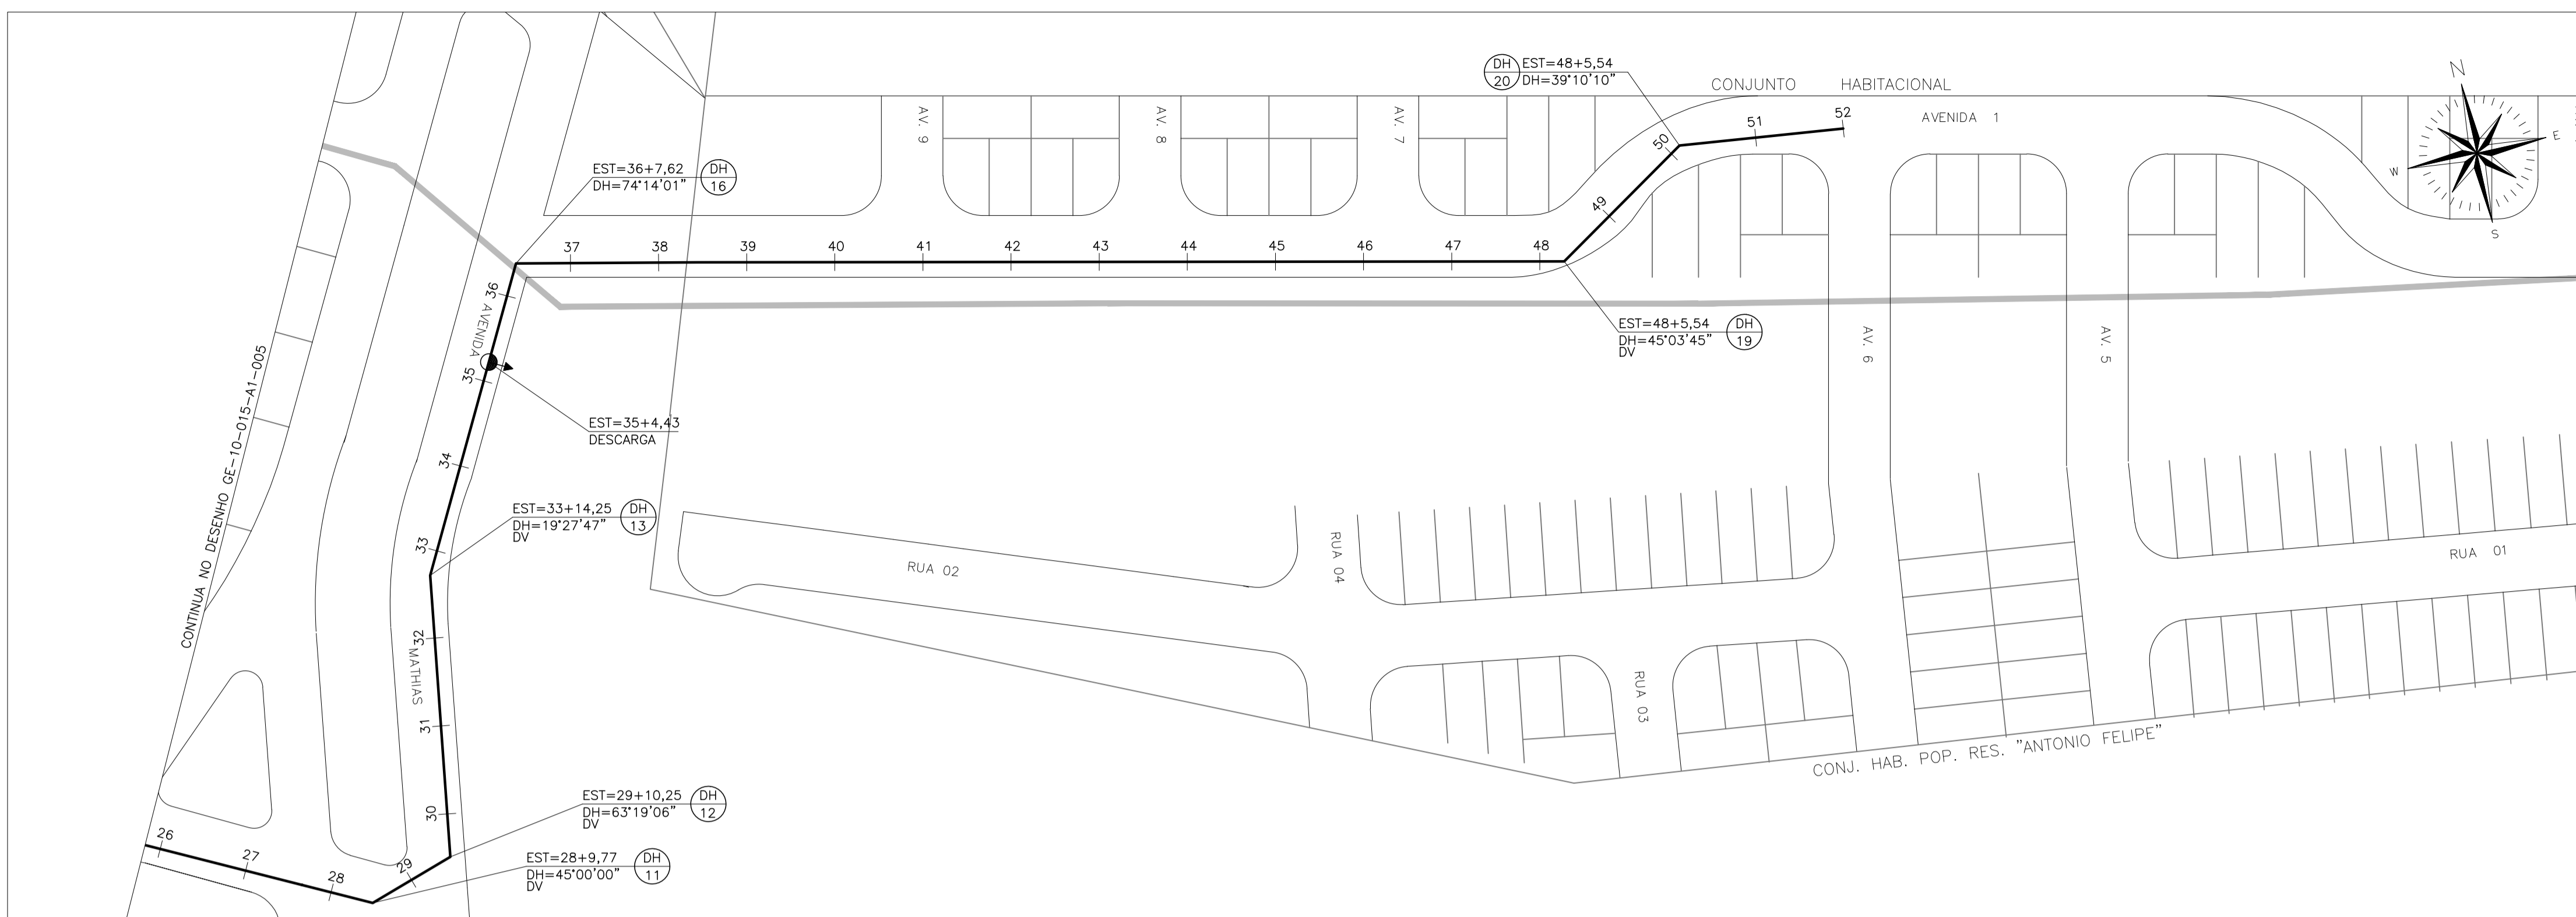 DH
20
EST=48+5,54
DH=39°10'10"
CONJUNTO HABITACIONAL
AVENIDA 1
N
E
W
S
AV. 9
AV. 8
AV. 7
EST=36+7,62
DH=74°14'01"
DH
16
37
38
39
40
41
42
43
44
45
46
47
48
49
50
51
52
EST=48+5,54
DH=45°03'45"
DV
DH
19
AV. 6
AV. 5
36
AVENIDA
35
34
33
32
MATHIAS
31
30
29
28
27
26
CONTINUA NO DESENHO GE-10-015-A1-005
EST=35+4,43
DESCARGA
EST=33+14,25
DH=19°27'47"
DV
DH
13
RUA 02
RUA 04
RUA 03
RUA 01
CONJ. HAB. POP. RES. "ANTONIO FELIPE"
EST=29+10,25
DH=63°19'06"
DV
DH
12
EST=28+9,77
DH=45°00'00"
DV
DH
11